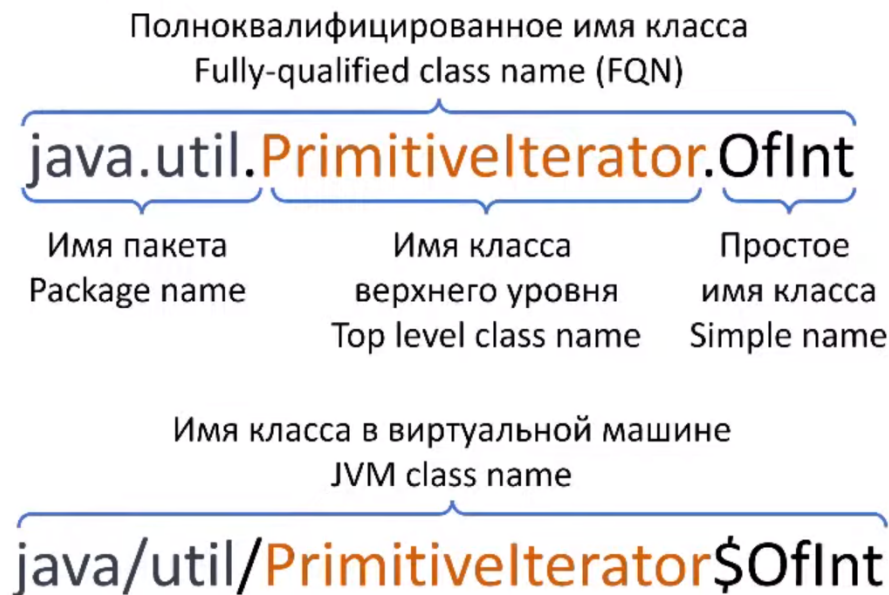 Полноквалифицированное имя класса
Fully-qualified class name (FQN)
java.util.PrimitiveIterator.OfInt
Имя пакета
Package name
Имя класса
верхнего уровня
Top level class name
Простое
имя класса
Simple name
Имя класса в виртуальной машине
JVM class name
java/util/PrimitiveIterator$OfInt